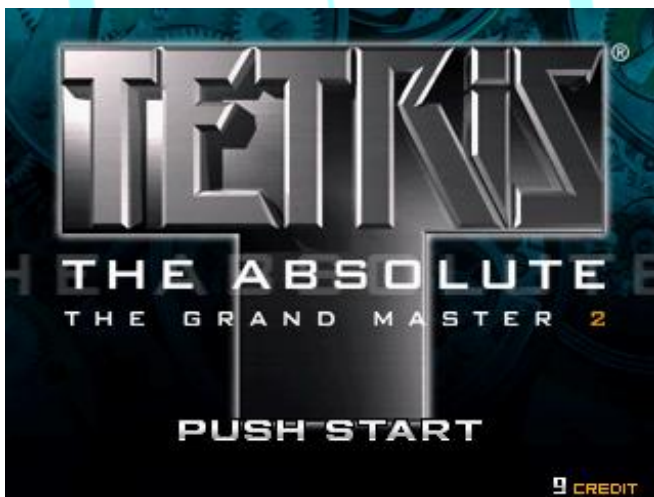 TETRIS®
THE ABSOLUTE
THE GRAND MASTER 2
PUSH START
9 CREDIT